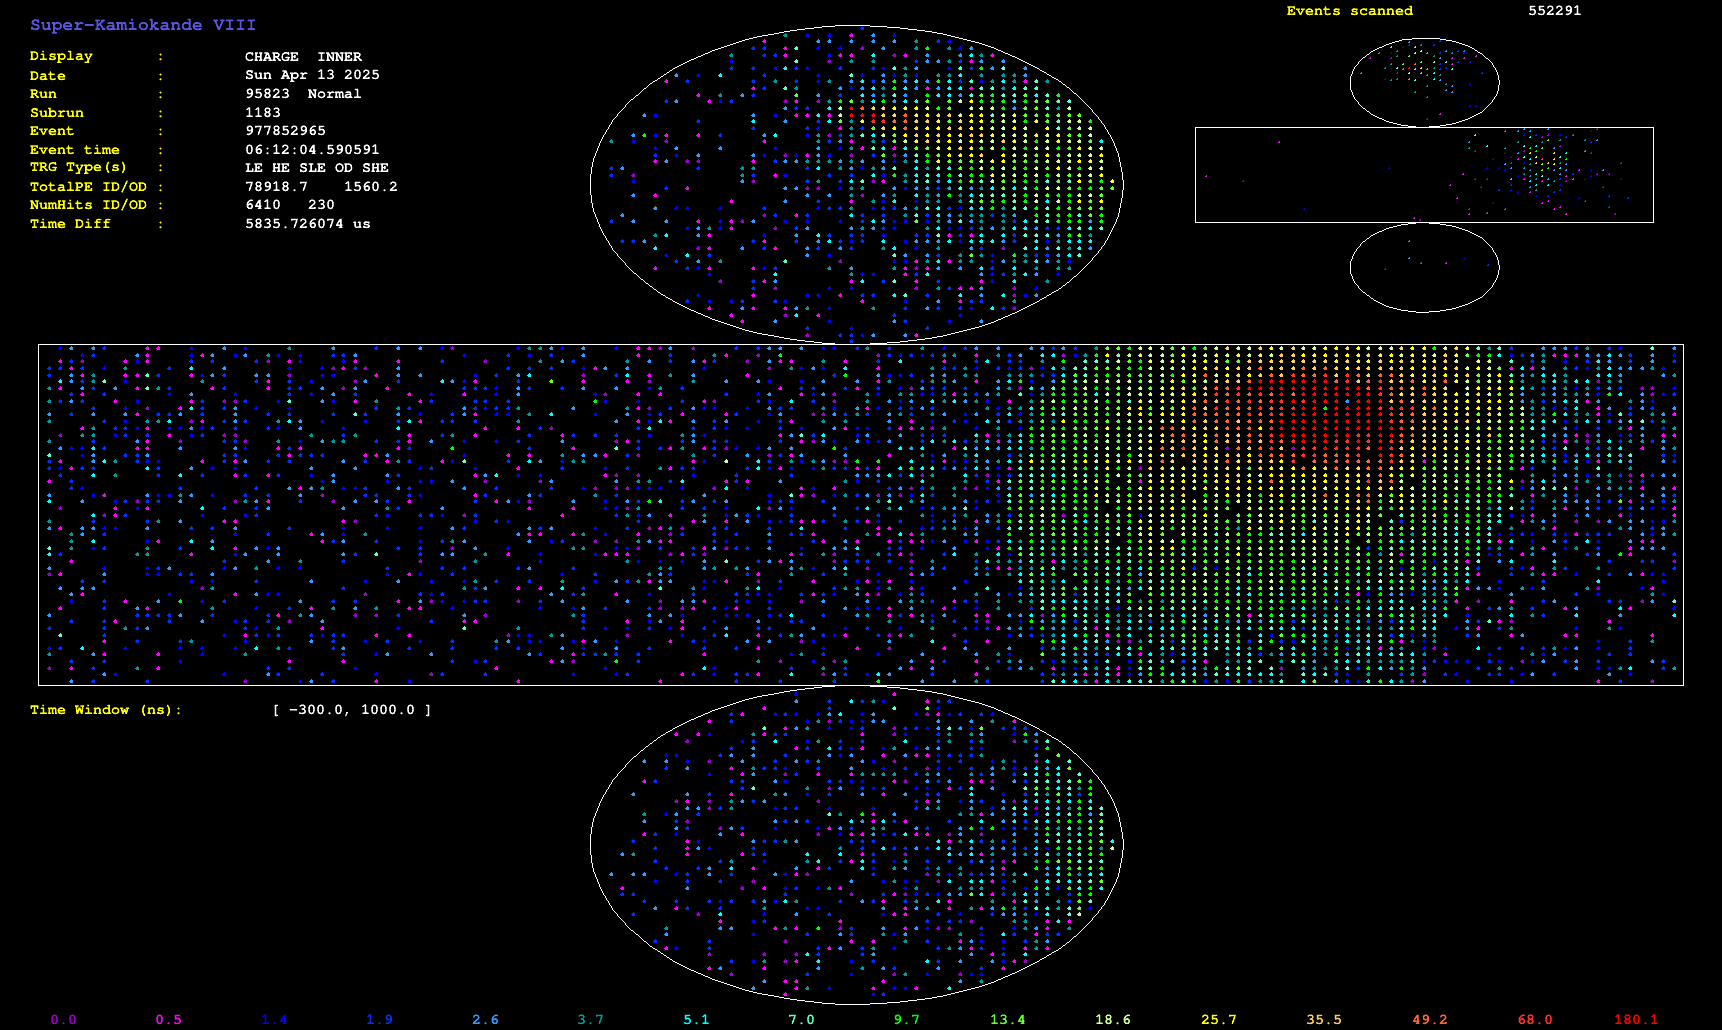 Super-Kamiokande VIII
Display : CHARGE INNER
Date : Sun Apr 13 2025
Run : 95823 Normal
Subrun : 1183
Event : 977852965
Event time : 06:12:04.590591
TRG Type(s) : LE HE SLE OD SHE
TotalPE ID/OD : 78918.7 1560.2
NumHits ID/OD : 6410 230
Time Diff : 5835.726074 us
Events scanned 552291
Time Window (ns): [ -300.0, 1000.0 ]
0.0 0.5 1.4 1.9 2.6 3.7 5.1 7.0 9.7 13.4 18.6 25.7 35.5 49.2 68.0 180.1